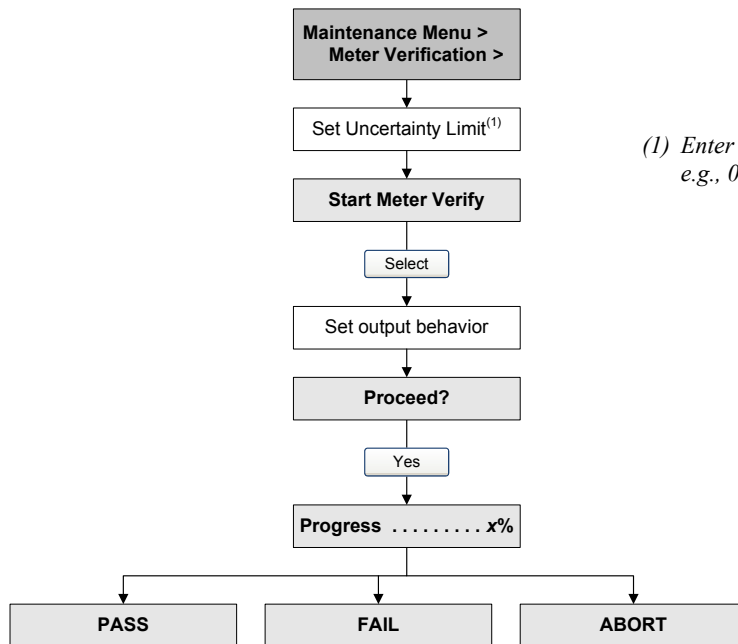 Maintenance Menu >
Meter Verification >
Set Uncertainty Limit(1)
(1) Enter
e.g., 0
Start Meter Verify
Select
Set output behavior
Proceed?
Yes
Progress . . . . . . . . . x%
PASS FAIL ABORT